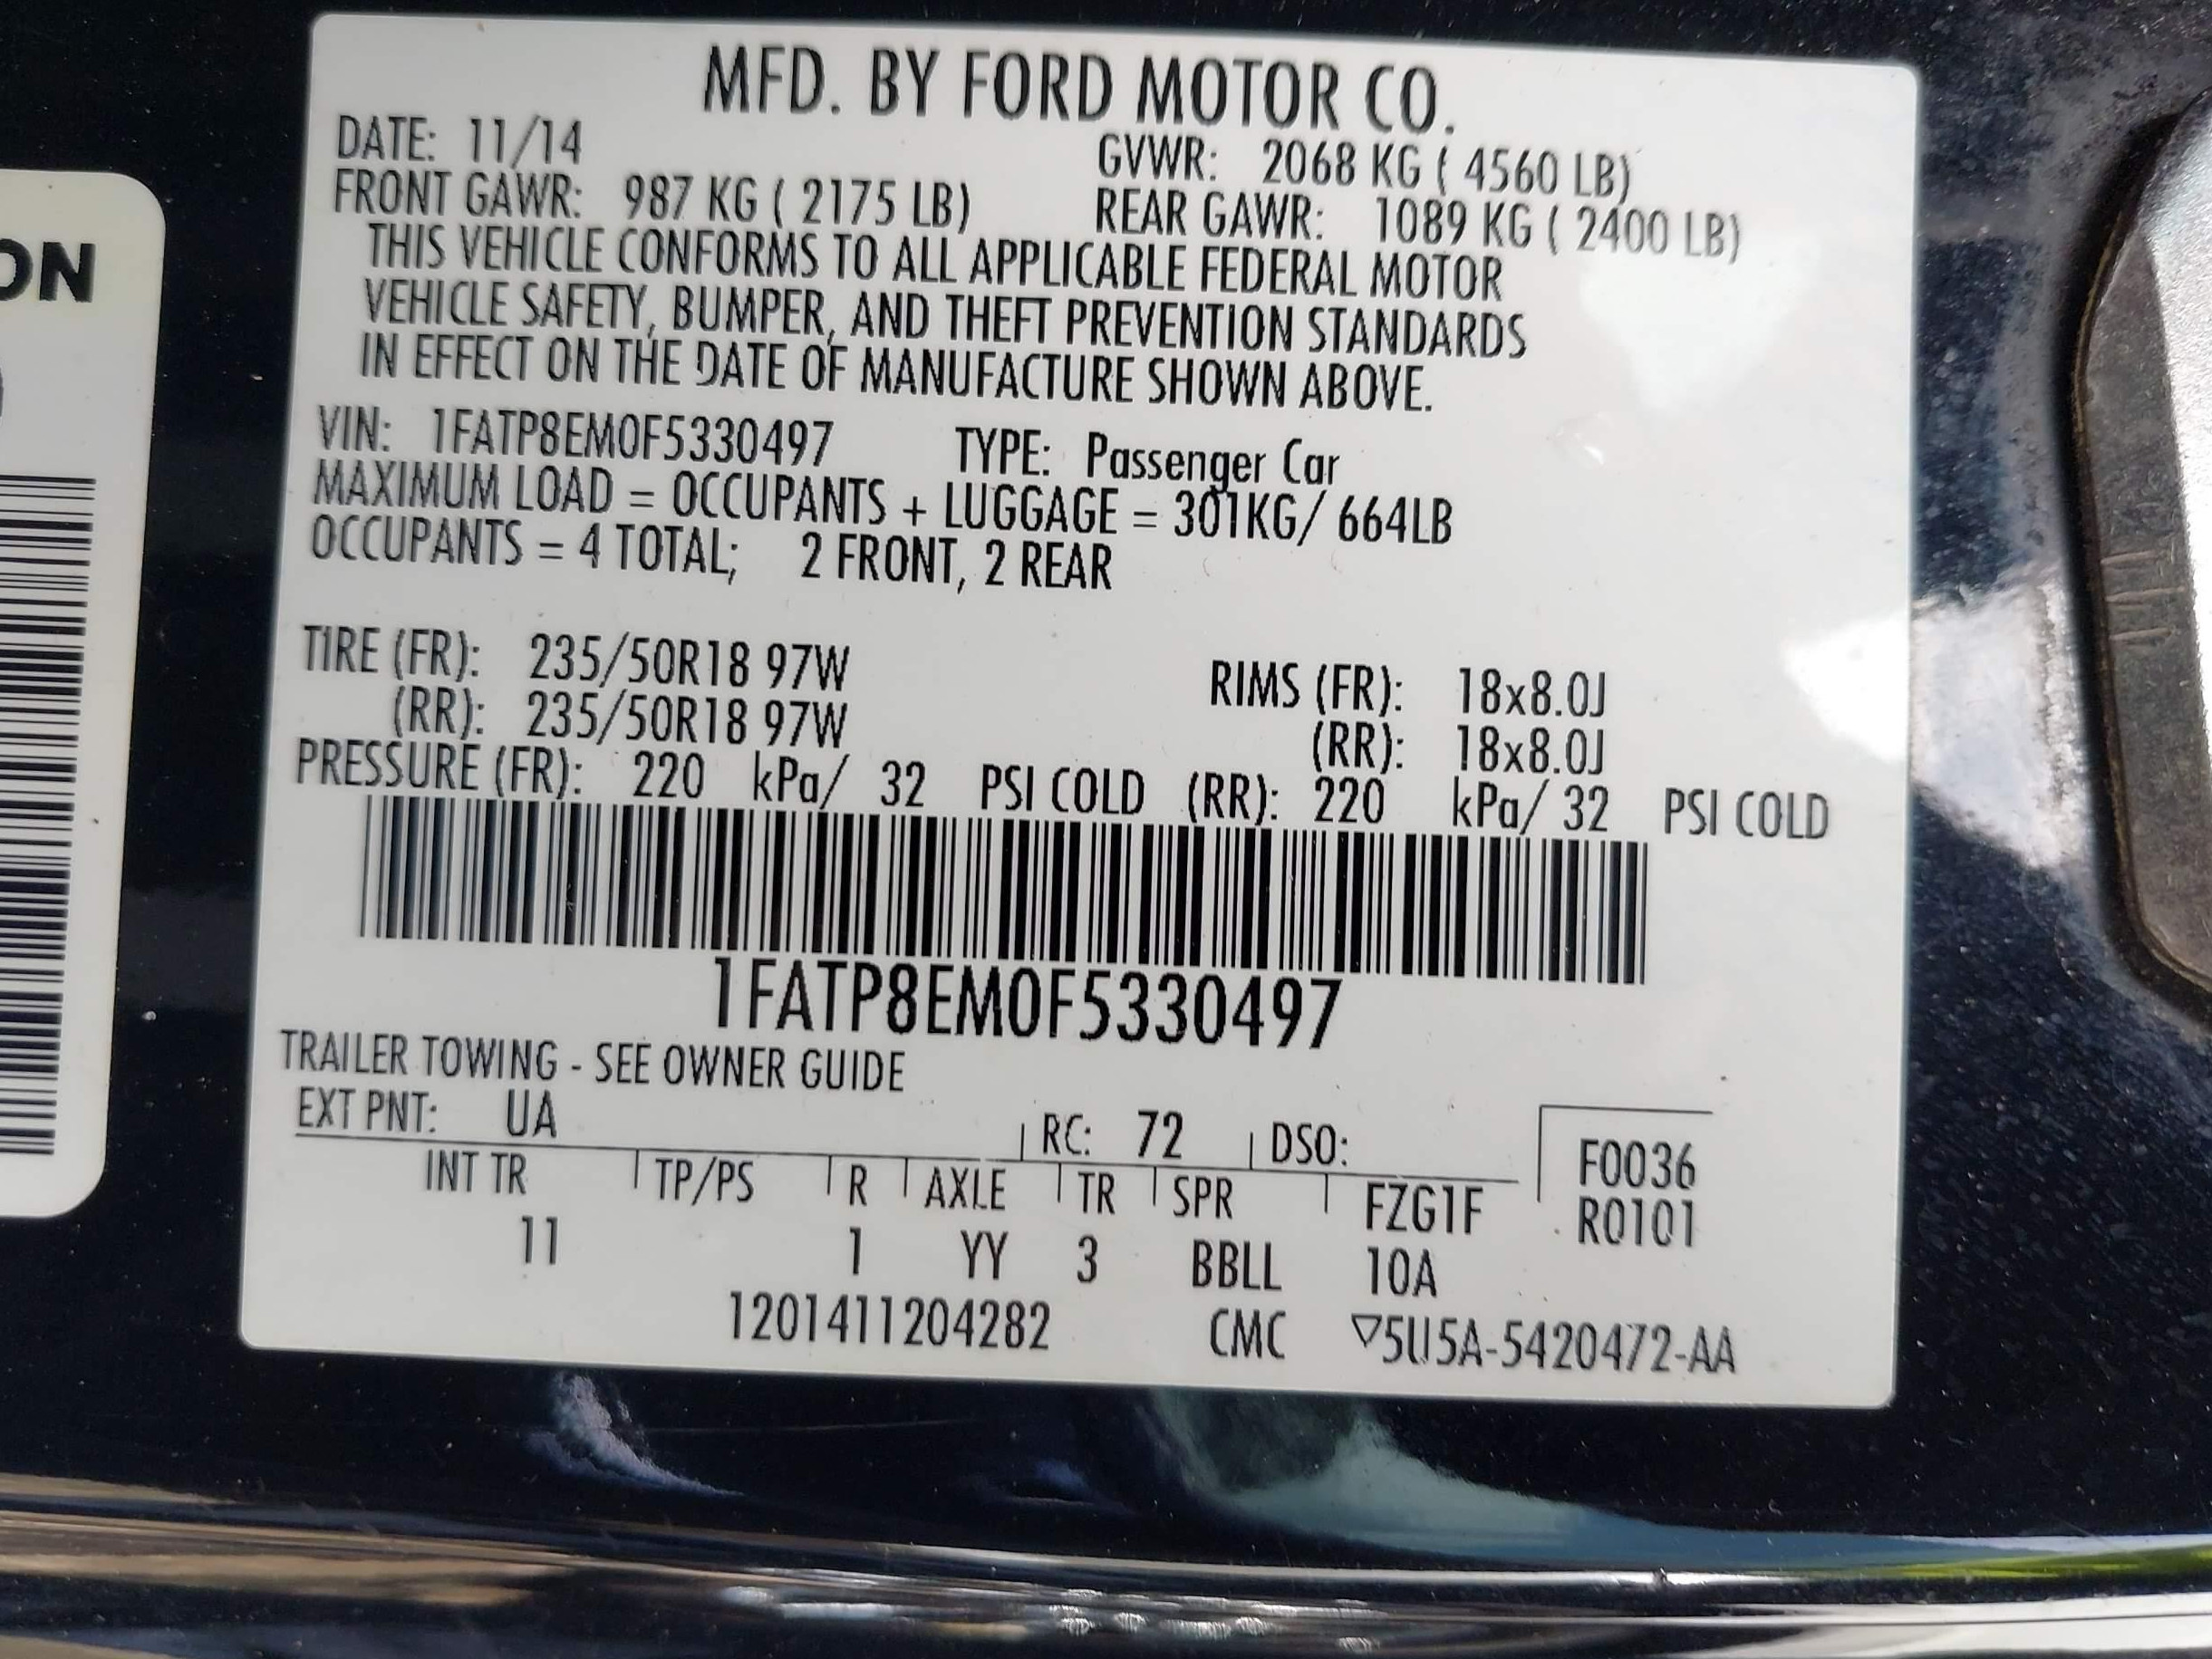 MFD. BY FORD MOTOR CO.
DATE: 11/14
GVWR: 2068 KG ( 4560 LB)
FRONT GAWR: 987 KG ( 2175 LB)
REAR GAWR: 1089 KG ( 2400 LB)
THIS VEHICLE CONFORMS TO ALL APPLICABLE FEDERAL MOTOR
VEHICLE SAFETY, BUMPER, AND THEFT PREVENTION STANDARDS
IN EFFECT ON THE DATE OF MANUFACTURE SHOWN ABOVE.
VIN: 1FATP8EM0F5330497 TYPE: Passenger Car
MAXIMUM LOAD = OCCUPANTS + LUGGAGE = 301KG/ 664LB
OCCUPANTS = 4 TOTAL; 2 FRONT, 2 REAR
TIRE (FR): 235/50R18 97W RIMS (FR): 18x8.0J
(RR): 235/50R18 97W (RR): 18x8.0J
PRESSURE (FR): 220 kPa/ 32 PSI COLD (RR): 220 kPa/ 32 PSI COLD
1FATP8EM0F5330497
TRAILER TOWING - SEE OWNER GUIDE
EXT PNT: UA RC: 72 DSO: F0036
INT TR TP/PS R AXLE TR SPR FZG1F R0101
11 1 YY 3 BBLL 10A
1201411204282 CMC ▽5U5A-5420472-AA
ON